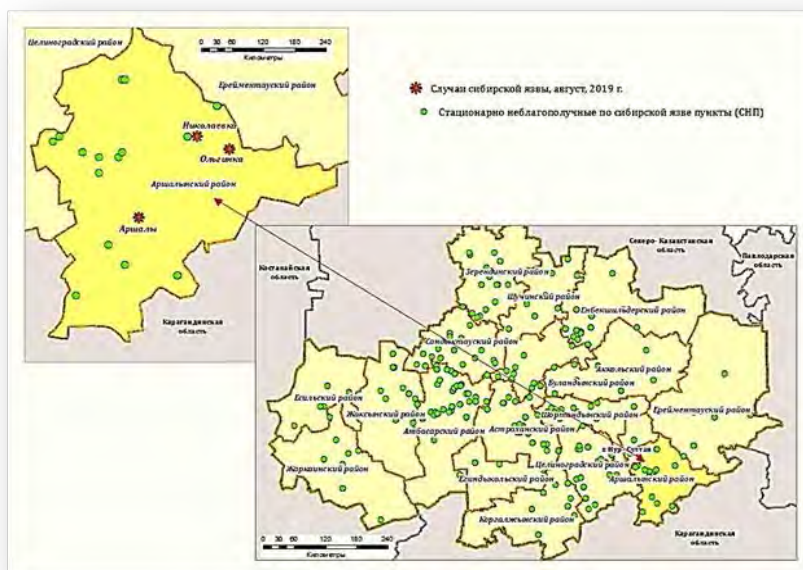 Целиноградский район
0 30 60 120 180 240
Километры
Ерейментауский район
Николаевка
Ольгинка
Аршалынский район
Аршалы
Карагандинская
область
Случаи сибирской язвы, август, 2019 г.
Стационарно неблагополучные по сибирской язве пункты (СНП)
Костанайская
область
Северо- Казахстанская
область
Павлодарская
область
Зерендинский район
Щучинский район
Енбекшильдерский район
Сандыктауский район
Аккольский район
Буландынский район
Есильский район
Жаксынский район
Атбасарский район
Астраханский район
Шортандынский район
Ерейментауский район
г Нур-Султан
Жаркаинский район
Егиндыкольский район
Целиноградский район
Аршалынский район
Коргалжынский район
Карагандинская
область
0 30 60 120 180 240
Километры